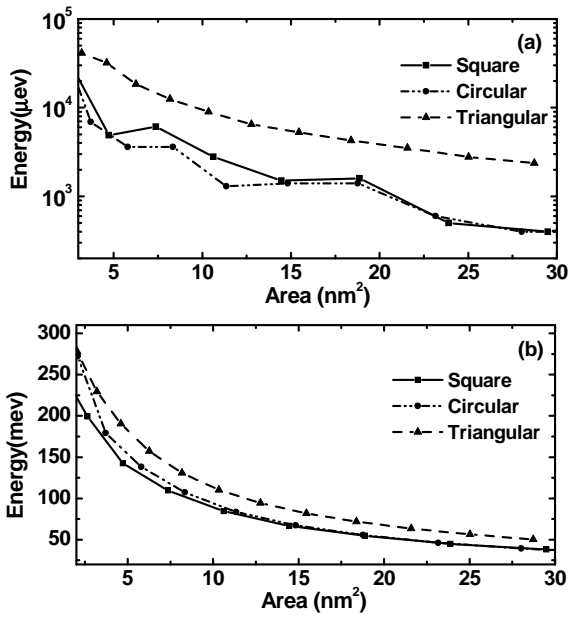 10⁵
10⁴
10³
Energy(μev)
(a)
Square
Circular
Triangular
5 10 15 20 25 30
Area (nm²)
300
250
200
150
100
50
Energy(mev)
(b)
Square
Circular
Triangular
5 10 15 20 25 30
Area (nm²)